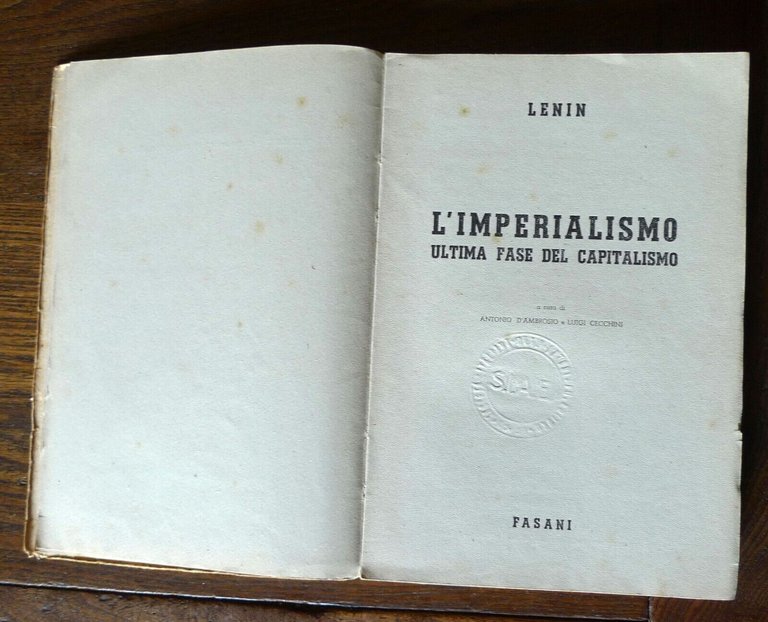 LENIN
L'IMPERIALISMO
ULTIMA FASE DEL CAPITALISMO
a cura di
ANTONIO D'AMBROSIO e LUIGI CECCHINI
FASANI